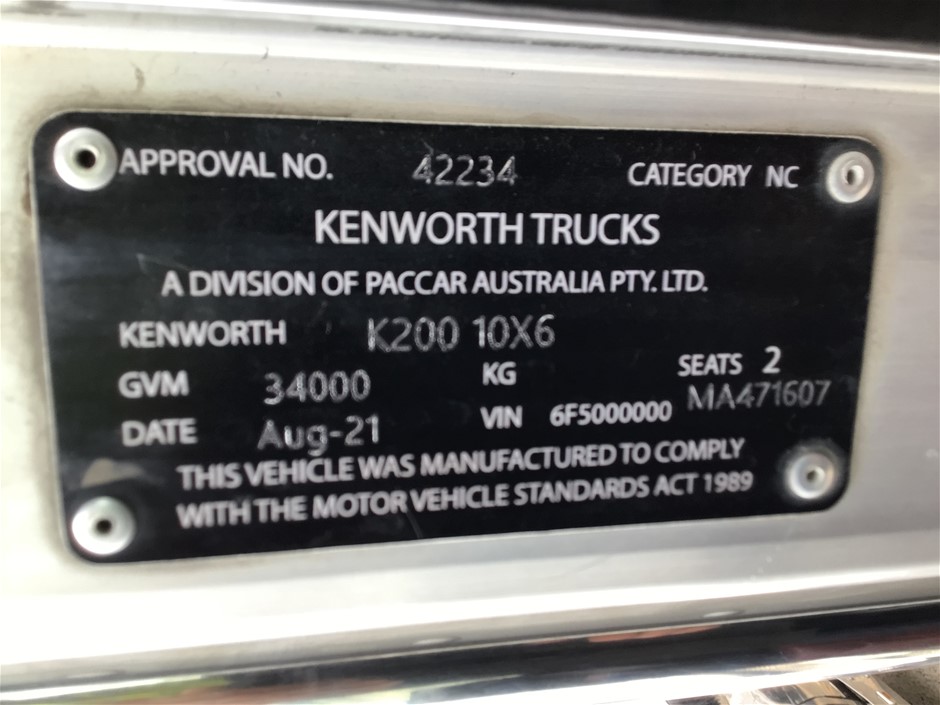 APPROVAL NO. 42234 CATEGORY NC
KENWORTH TRUCKS
A DIVISION OF PACCAR AUSTRALIA PTY. LTD.
KENWORTH K200 10X6
GVM 34000 KG SEATS 2
DATE Aug-21 VIN 6F5000000 MA471607
THIS VEHICLE WAS MANUFACTURED TO COMPLY
WITH THE MOTOR VEHICLE STANDARDS ACT 1989